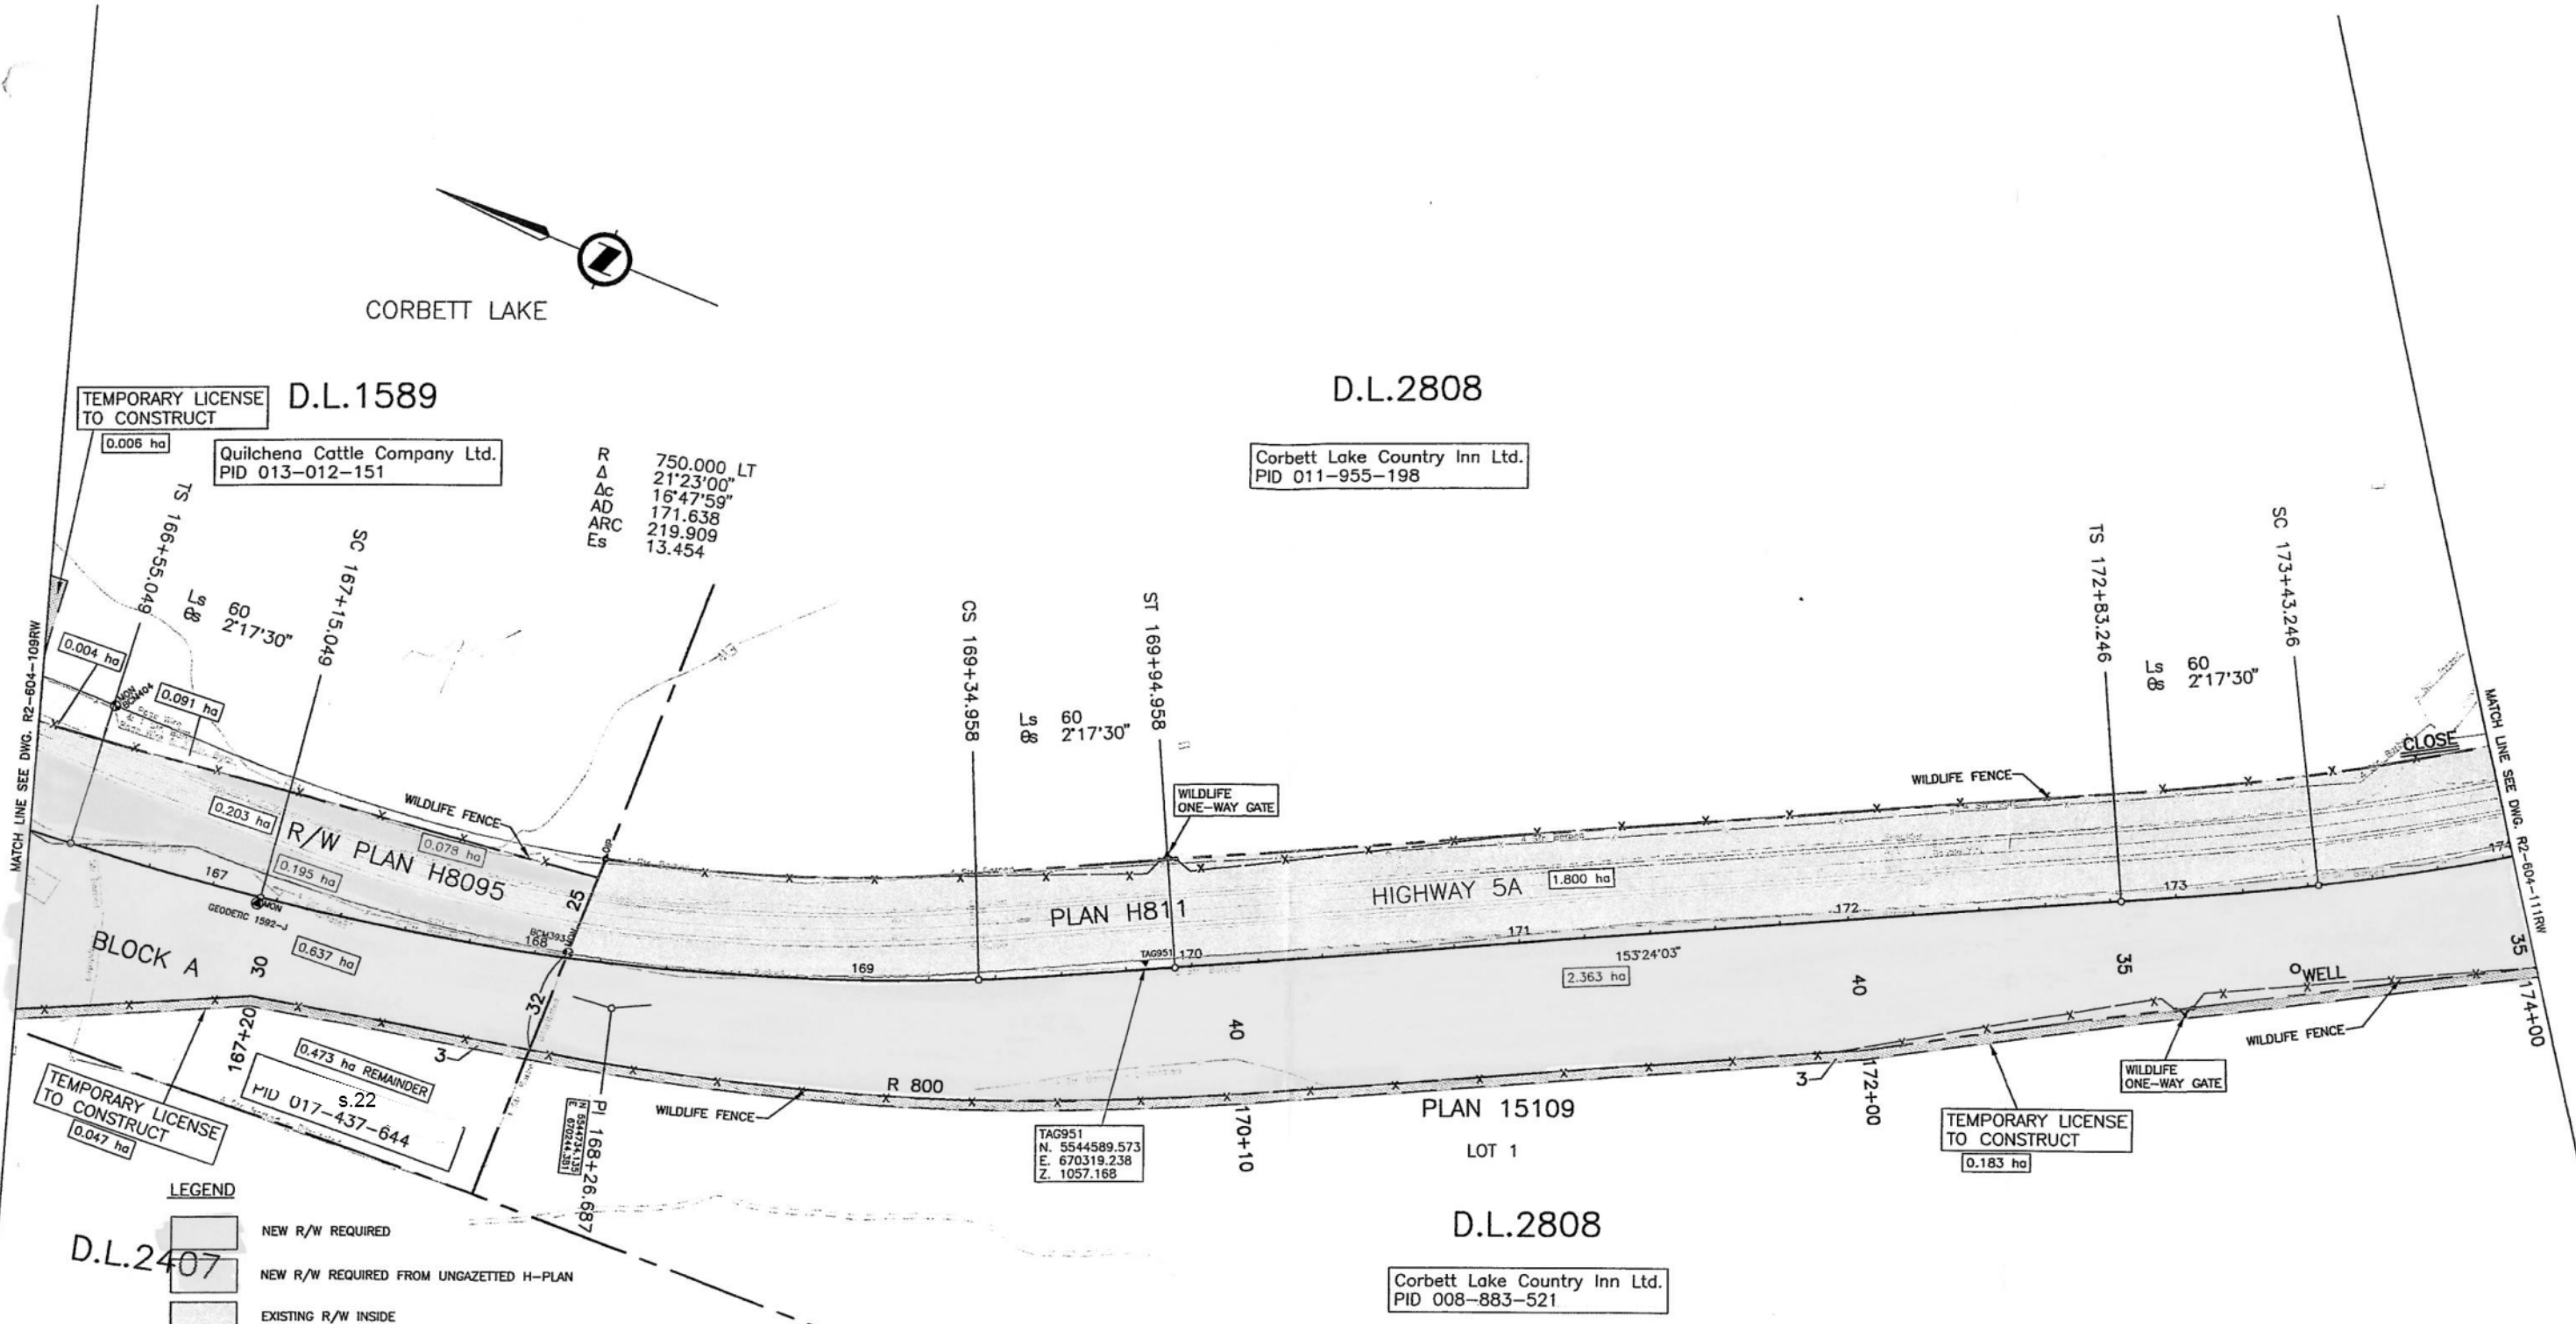 CORBETT LAKE
TEMPORARY LICENSE
TO CONSTRUCT
0.006 ha
D.L.1589
Quilchena Cattle Company Ltd.
PID 013-012-151
D.L.2808
Corbett Lake Country Inn Ltd.
PID 011-955-198
R 750.000 LT
Δ 21°23'00"
Δc 16°47'59"
AD 171.638
ARC 219.909
Es 13.454
TS 166+55.049
Ls 60
θs 2°17'30"
SC 167+15.049
CS 169+34.958
Ls 60
θs 2°17'30"
ST 169+94.958
TS 172+83.246
Ls 60
θs 2°17'30"
SC 173+43.246
MATCH LINE SEE DWG. R2-604-109RW
MATCH LINE SEE DWG. R2-604-111RW
0.004 ha
MON
BCM404
0.091 ha
0.203 ha
R/W PLAN H8095
0.195 ha
0.078 ha
WILDLIFE FENCE
OIP
25
WILDLIFE
ONE-WAY GATE
WILDLIFE FENCE
CLOSE
PLAN H811
HIGHWAY 5A
1.800 ha
167
MON
GEODETIC 1592-J
BCM393
MON
168
169
TAG951
170
171
172
173
174
153°24'03"
2.363 ha
BLOCK A
30
0.637 ha
32
40
40
35
35
WELL
167+20
3
R 800
WILDLIFE FENCE
TEMPORARY LICENSE
TO CONSTRUCT
0.047 ha
0.473 ha REMAINDER
s.22
PID 017-437-644
PI 168+26.687
TAG951
N. 5544589.573
E. 670319.238
Z. 1057.168
170+10
3
172+00
174+00
WILDLIFE
ONE-WAY GATE
WILDLIFE FENCE
TEMPORARY LICENSE
TO CONSTRUCT
0.183 ha
PLAN 15109
LOT 1
D.L.2808
Corbett Lake Country Inn Ltd.
PID 008-883-521
LEGEND
NEW R/W REQUIRED
NEW R/W REQUIRED FROM UNGAZETTED H-PLAN
EXISTING R/W INSIDE
D.L.2407